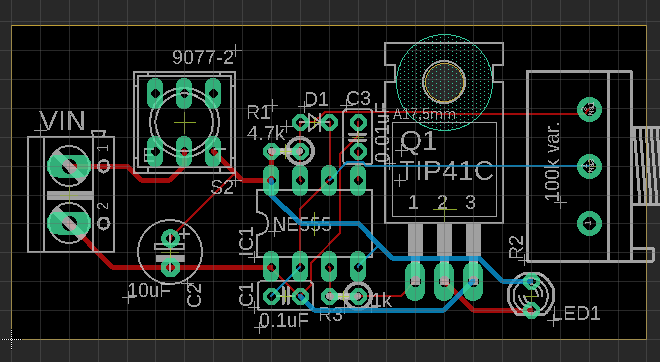 9077-2
D1
C3
R1
4.7k
0.01uF
A17,5mm
VIN
Q1
TIP41C
100k var.
1
2
S2
1 2 3
NE555
IC1
R2
10uF
C2
C1
0.1uF
R3
1k
LED1